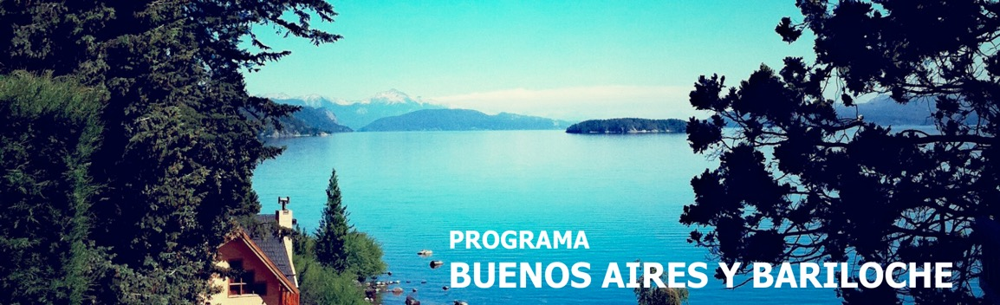 PROGRAMA
BUENOS AIRES Y BARILOCHE